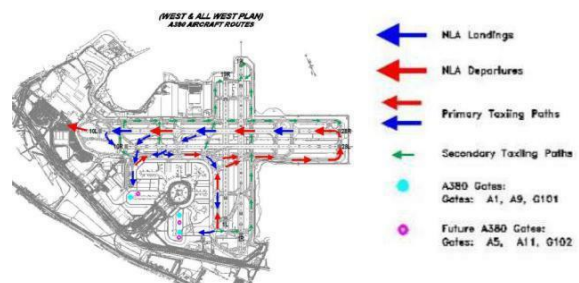 (WEST & ALL WEST PLAN)
A380 AIRCRAFT ROUTES
NLA Landings
NLA Departures
Primary Taxiing Paths
Secondary Taxiing Paths
A380 Gates:
Gates: A1, A9, G101
Future A380 Gates:
Gates: A5, A11, G102